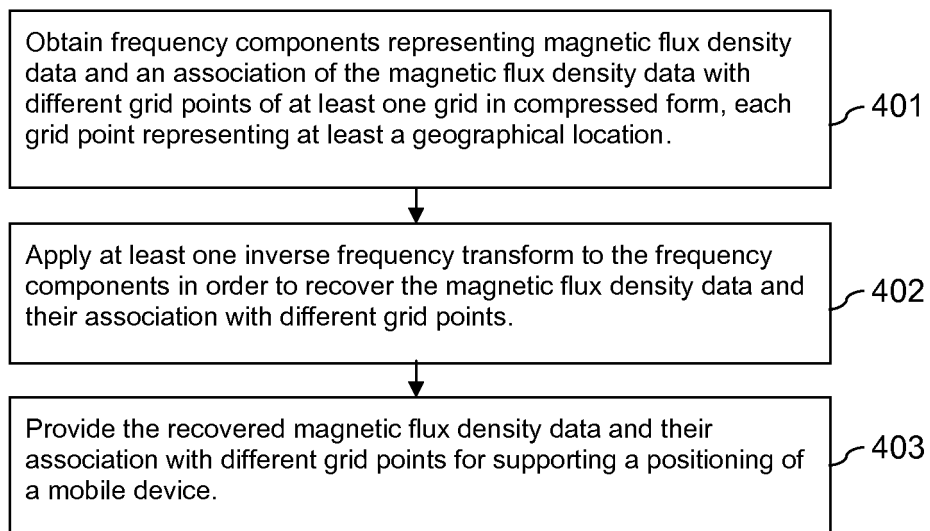 Obtain frequency components representing magnetic flux density
data and an association of the magnetic flux density data with
different grid points of at least one grid in compressed form, each
grid point representing at least a geographical location.
401
Apply at least one inverse frequency transform to the frequency
components in order to recover the magnetic flux density data and
their association with different grid points.
402
Provide the recovered magnetic flux density data and their
association with different grid points for supporting a positioning of
a mobile device.
403